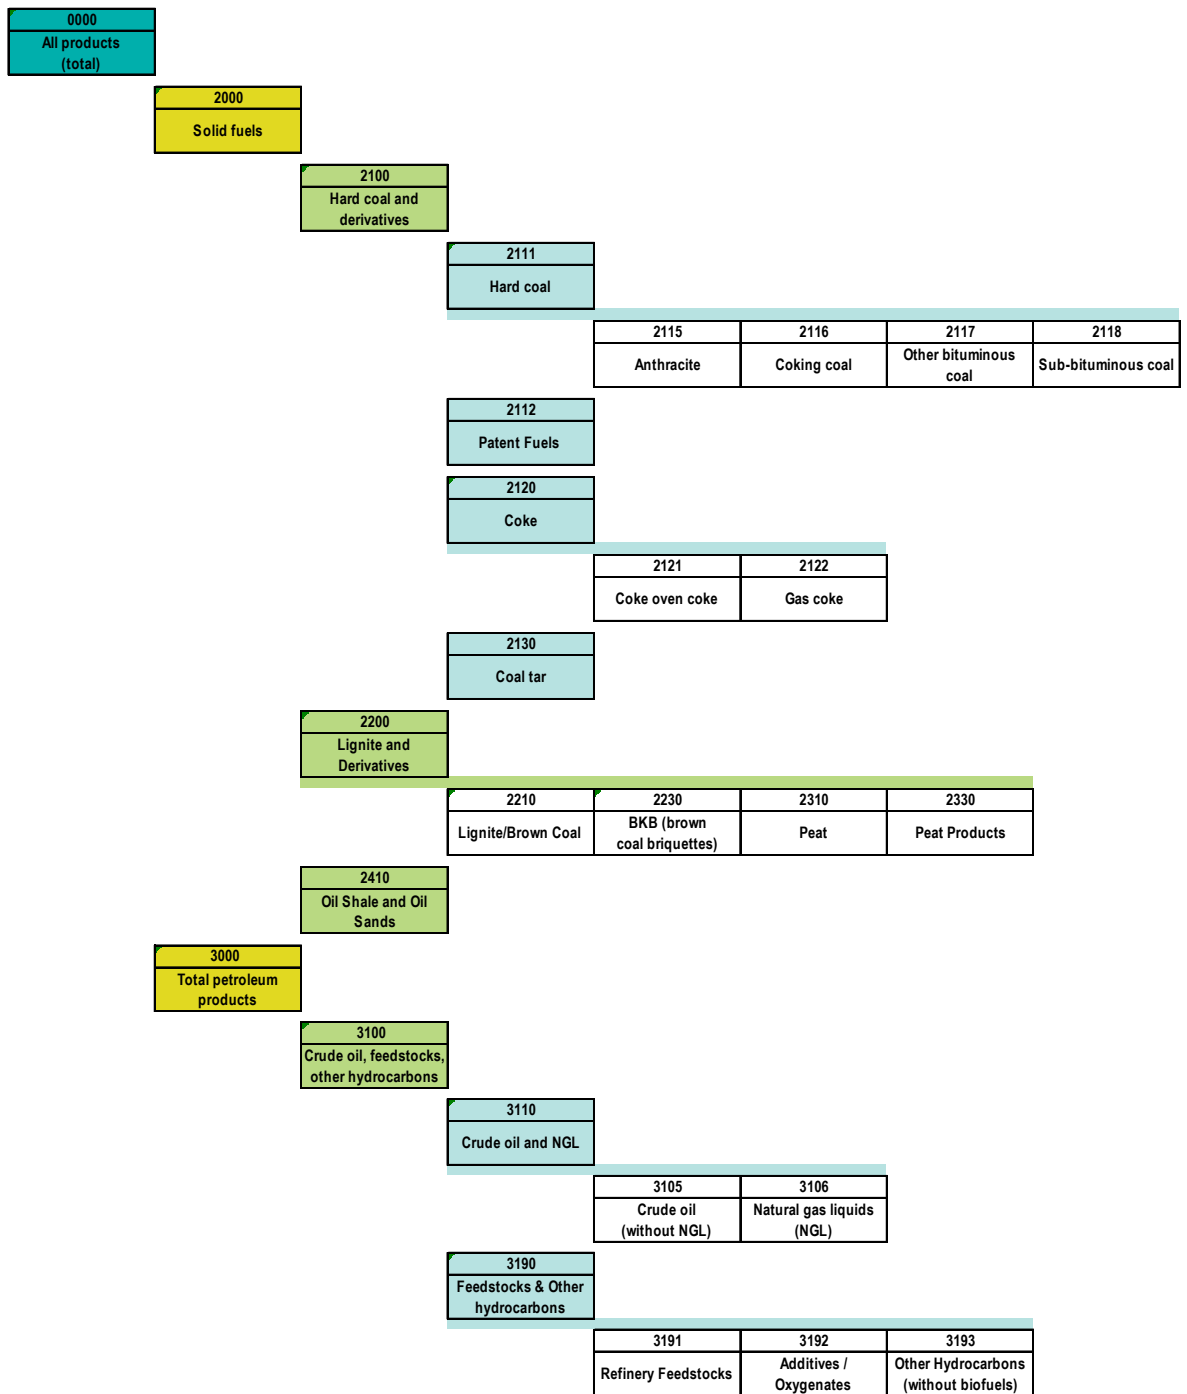 0000
All products
(total)
2000
Solid fuels
2100
Hard coal and
derivatives
2111
Hard coal
2115
Anthracite
2116
Coking coal
2117
Other bituminous
coal
2118
Sub-bituminous coal
2112
Patent Fuels
2120
Coke
2121
Coke oven coke
2122
Gas coke
2130
Coal tar
2200
Lignite and
Derivatives
2210
Lignite/Brown Coal
2230
BKB (brown
coal briquettes)
2310
Peat
2330
Peat Products
2410
Oil Shale and Oil
Sands
3000
Total petroleum
products
3100
Crude oil, feedstocks,
other hydrocarbons
3110
Crude oil and NGL
3105
Crude oil
(without NGL)
3106
Natural gas liquids
(NGL)
3190
Feedstocks & Other
hydrocarbons
3191
Refinery Feedstocks
3192
Additives /
Oxygenates
3193
Other Hydrocarbons
(without biofuels)